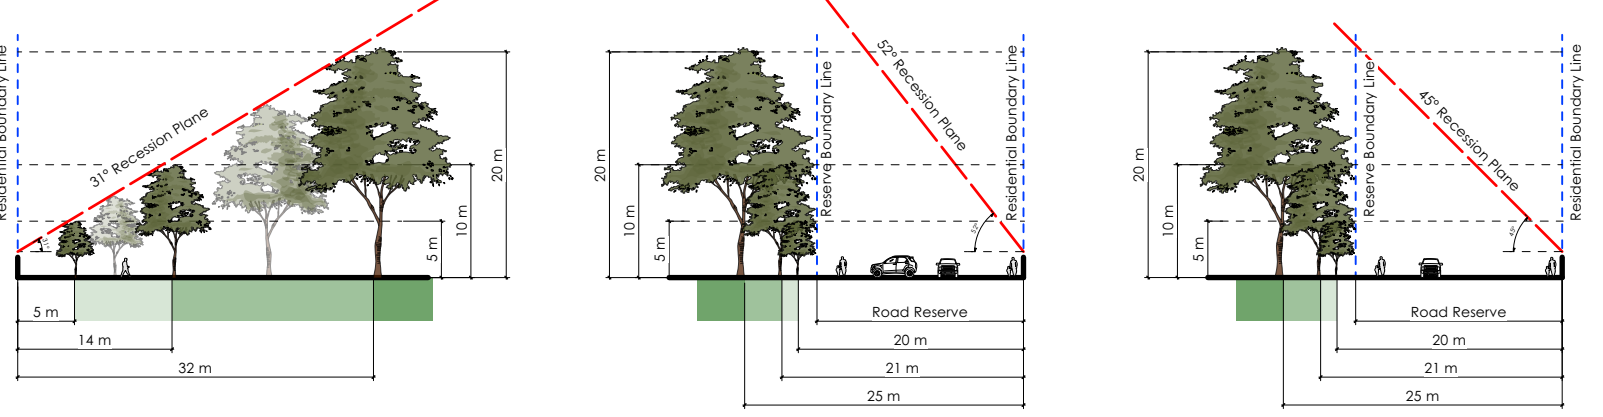 Residential Boundary Line
31° Recession Plane
31°
20 m
10 m
5 m
5 m
14 m
32 m
20 m
10 m
5 m
52° Recession Plane
52°
Reserve Boundary Line
Residential Boundary Line
Road Reserve
20 m
21 m
25 m
20 m
10 m
5 m
45° Recession Plane
45°
Reserve Boundary Line
Residential Boundary Line
Road Reserve
20 m
21 m
25 m